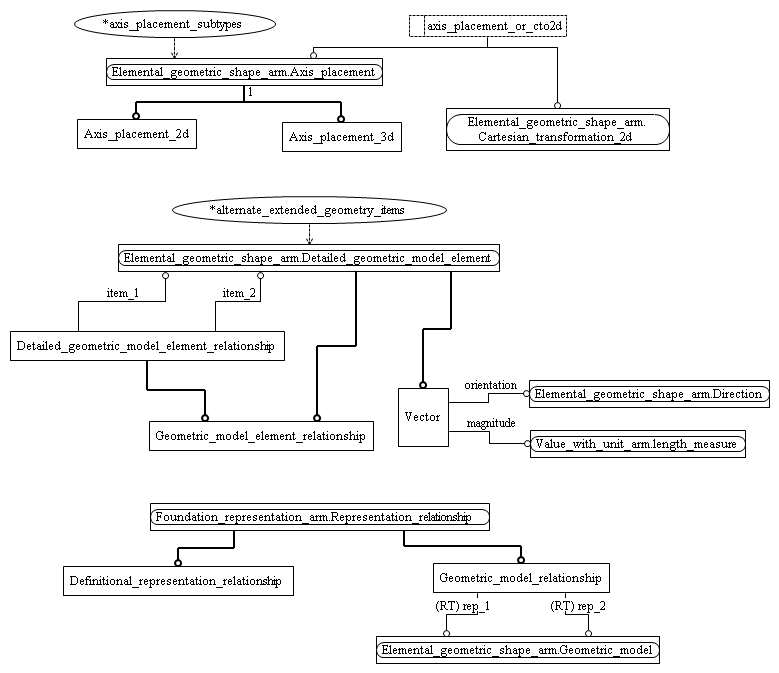 *axis_placement_subtypes
axis_placement_or_cto2d
Elemental_geometric_shape_arm.Axis_placement
1
Axis_placement_2d
Axis_placement_3d
Elemental_geometric_shape_arm.
Cartesian_transformation_2d
*alternate_extended_geometry_items
Elemental_geometric_shape_arm.Detailed_geometric_model_element
item_1
item_2
Detailed_geometric_model_element_relationship
Geometric_model_element_relationship
Vector
orientation
Elemental_geometric_shape_arm.Direction
magnitude
Value_with_unit_arm.length_measure
Foundation_representation_arm.Representation_relationship
Definitional_representation_relationship
Geometric_model_relationship
(RT) rep_1
(RT) rep_2
Elemental_geometric_shape_arm.Geometric_model